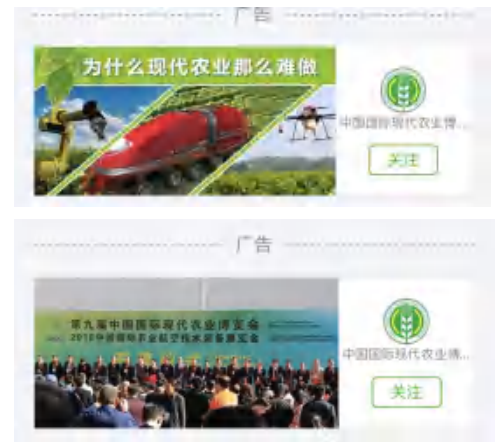 广告
为什么现代农业那么难做
中国国际现代农业博...
关注
广告
第九届中国国际现代农业博览会
中国国际现代农业博...
关注